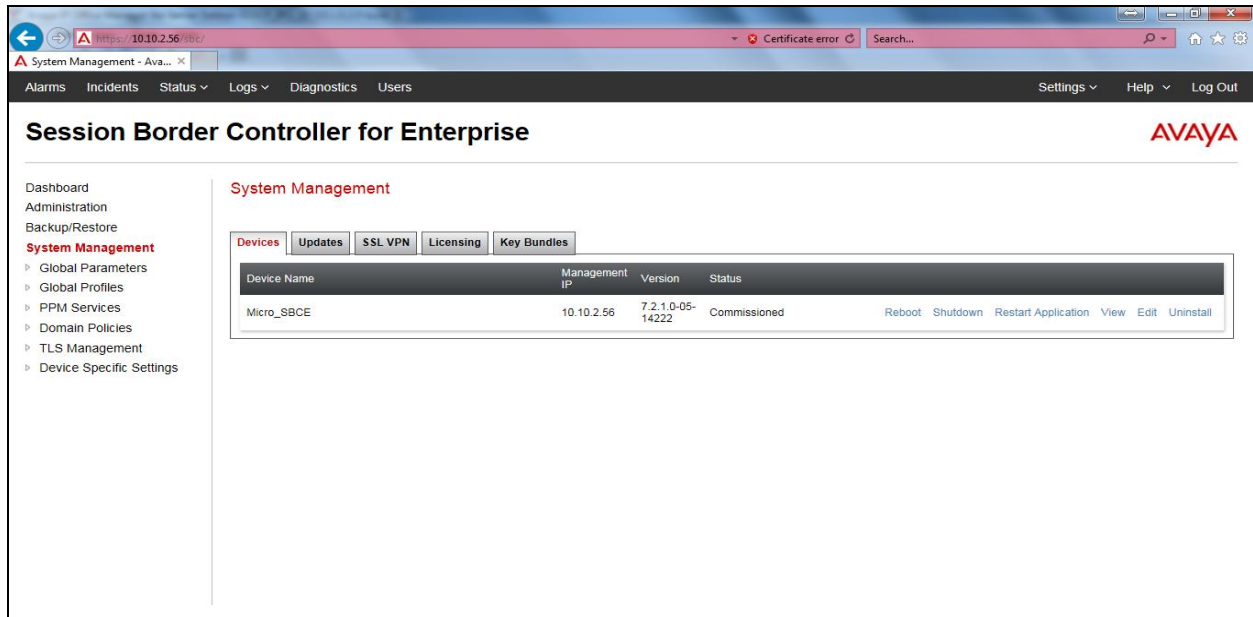 https://10.10.2.56/sbc/
Certificate error
Search...
System Management - Ava...
Alarms Incidents Status Logs Diagnostics Users Settings Help Log Out
Session Border Controller for Enterprise
AVAYA
Dashboard
Administration
Backup/Restore
System Management
Global Parameters
Global Profiles
PPM Services
Domain Policies
TLS Management
Device Specific Settings
System Management
Devices Updates SSL VPN Licensing Key Bundles
Device Name Management IP Version Status
Micro_SBCE 10.10.2.56 7.2.1.0-05-14222 Commissioned Reboot Shutdown Restart Application View Edit Uninstall